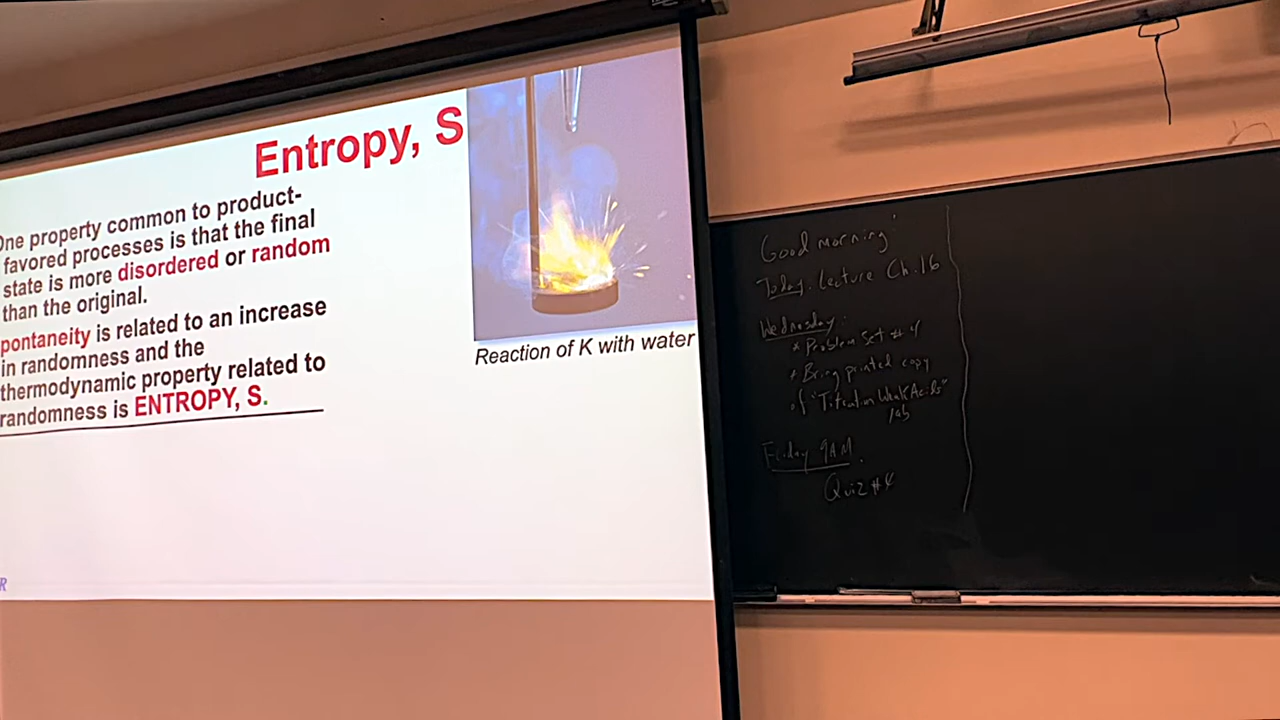 Entropy, S
One property common to product-
favored processes is that the final
state is more disordered or random
than the original.
pontaneity is related to an increase
in randomness and the
thermodynamic property related to
randomness is ENTROPY, S.
Reaction of K with water
R
Good morning
Today: Lecture Ch. 16
Wednesday:
* Problem Set # 4
* Bring printed copy
of "Titration Weak Acids"
lab
Friday 9AM
Quiz #4